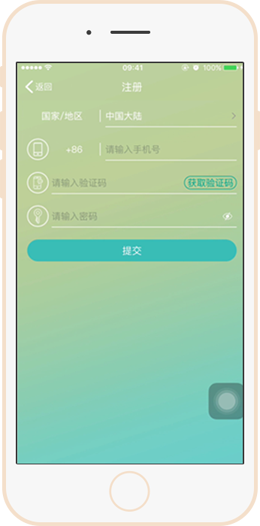 09:41 100%
返回 注册
国家/地区 中国大陆
+86 请输入手机号
请输入验证码 获取验证码
请输入密码
提交